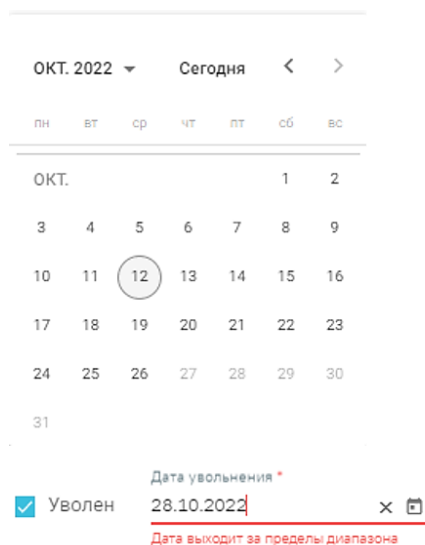 ОКТ. 2022 Сегодня
пн вт ср чт пт сб вс
ОКТ. 1 2
3 4 5 6 7 8 9
10 11 12 13 14 15 16
17 18 19 20 21 22 23
24 25 26 27 28 29 30
31
Дата увольнения *
Уволен 28.10.2022
Дата выходит за пределы диапазона